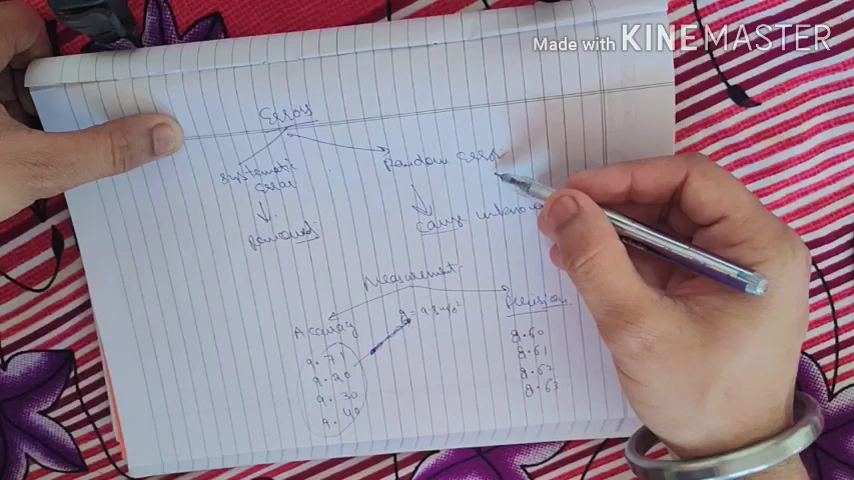 Made with KINEMASTER
Errors
Systematic
Error
Random Error
Removed
Cause unknown
Measurement
Accuracy
g = 9.8 m/s²
Precision
9.71
9.20
9.30
9.40
8.60
8.61
8.62
8.63